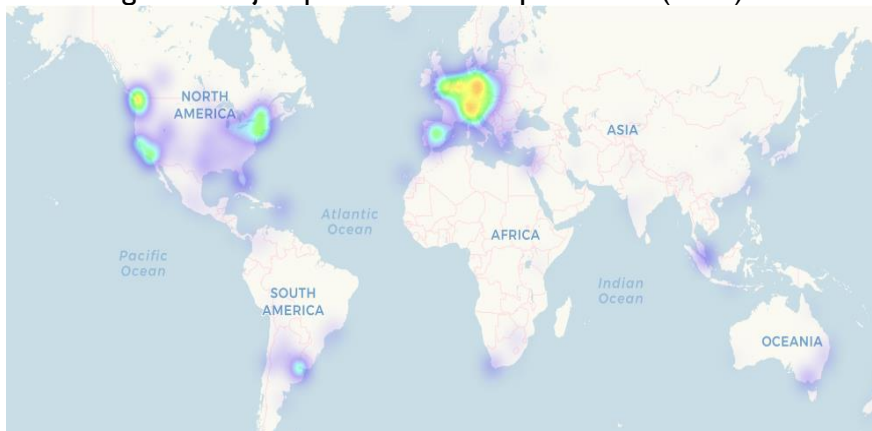 NORTH
AMERICA
ASIA
Atlantic
Ocean
AFRICA
Pacific
Ocean
Indian
Ocean
SOUTH
AMERICA
OCEANIA